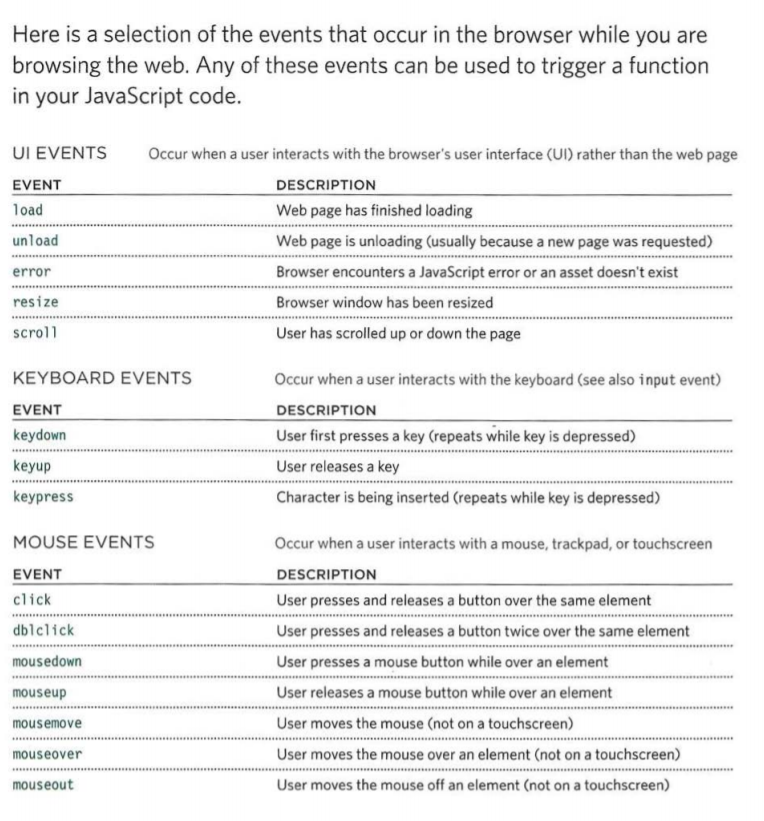 Here is a selection of the events that occur in the browser while you are
browsing the web. Any of these events can be used to trigger a function
in your JavaScript code.
UI EVENTS Occur when a user interacts with the browser's user interface (UI) rather than the web page
EVENT DESCRIPTION
load Web page has finished loading
unload Web page is unloading (usually because a new page was requested)
error Browser encounters a JavaScript error or an asset doesn't exist
resize Browser window has been resized
scroll User has scrolled up or down the page
KEYBOARD EVENTS Occur when a user interacts with the keyboard (see also input event)
EVENT DESCRIPTION
keydown User first presses a key (repeats while key is depressed)
keyup User releases a key
keypress Character is being inserted (repeats while key is depressed)
MOUSE EVENTS Occur when a user interacts with a mouse, trackpad, or touchscreen
EVENT DESCRIPTION
click User presses and releases a button over the same element
dblclick User presses and releases a button twice over the same element
mousedown User presses a mouse button while over an element
mouseup User releases a mouse button while over an element
mousemove User moves the mouse (not on a touchscreen)
mouseover User moves the mouse over an element (not on a touchscreen)
mouseout User moves the mouse off an element (not on a touchscreen)